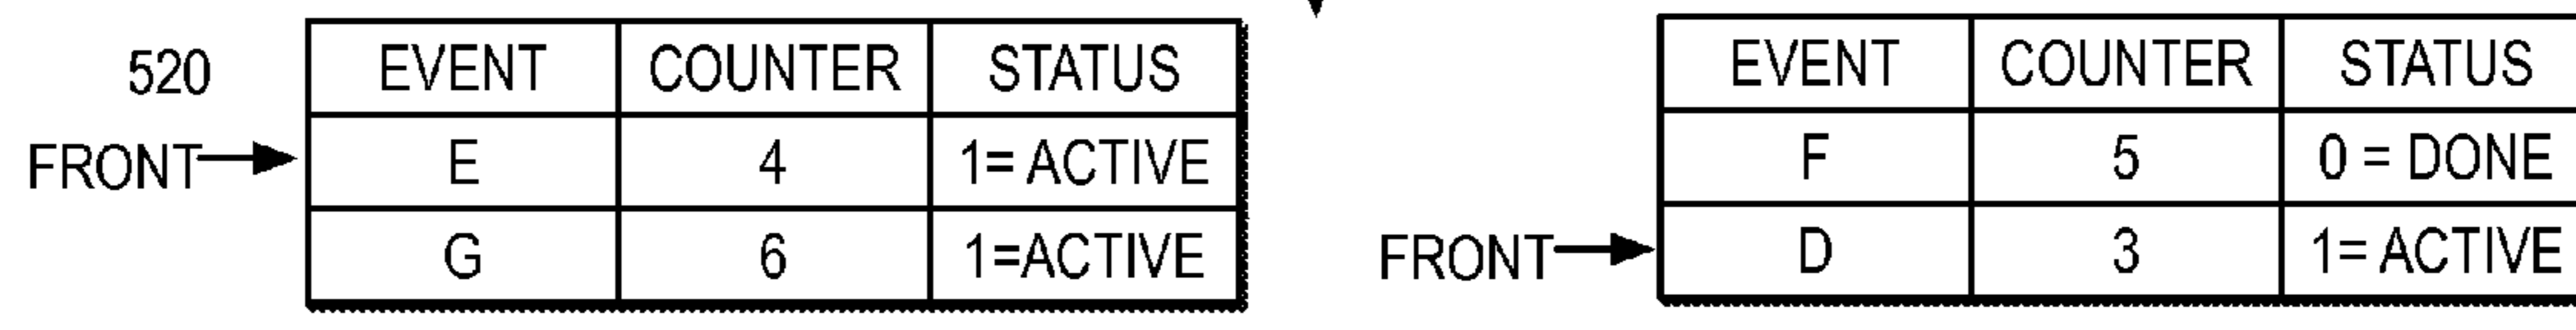 520 EVENT COUNTER STATUS EVENT COUNTER STATUS
FRONT E 4 1= ACTIVE F 5 0 = DONE
G 6 1=ACTIVE FRONT D 3 1= ACTIVE